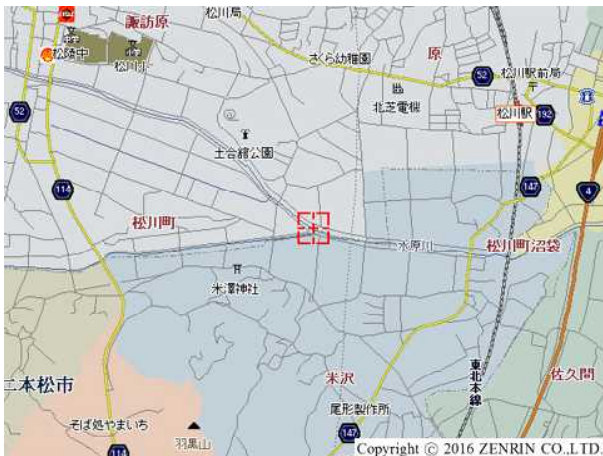 松川局
諏訪原
松陵中
松川小
さくら幼稚園
原
52
松川駅前局
北芝電機
松川駅
192
52
土合舘公園
114
147
4
松川町
水原川
松川町沼袋
米澤神社
二本松市
米沢
東北本線
佐久間
そば処やまいち
尾形製作所
羽黒山
147
114
Copyright © 2016 ZENRIN CO.,LTD.